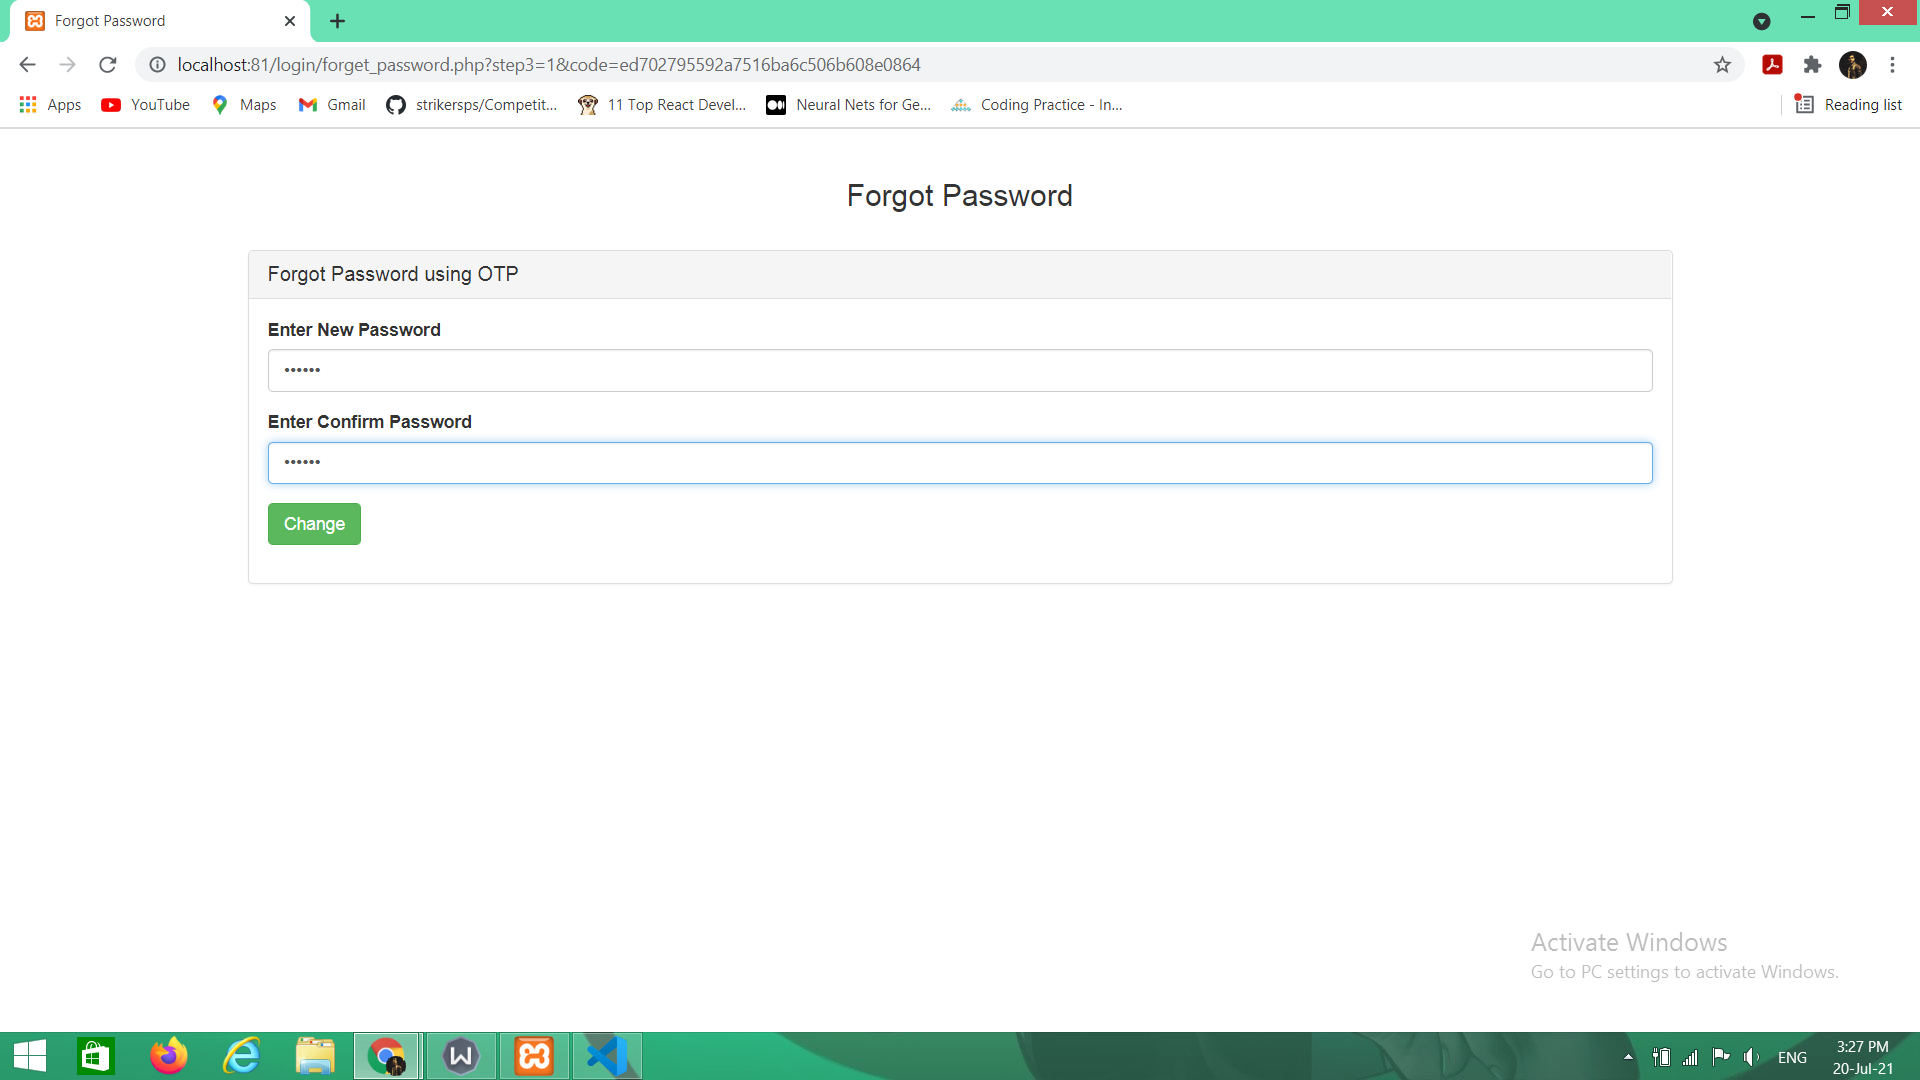 Forgot Password
localhost:81/login/forget_password.php?step3=1&code=ed702795592a7516ba6c506b608e0864
Apps YouTube Maps Gmail strikersps/Competit... 11 Top React Devel... Neural Nets for Ge... Coding Practice - In... Reading list
Forgot Password
Forgot Password using OTP
Enter New Password
••••••
Enter Confirm Password
••••••
Change
Activate Windows
Go to PC settings to activate Windows.
ENG
3:27 PM
20-Jul-21